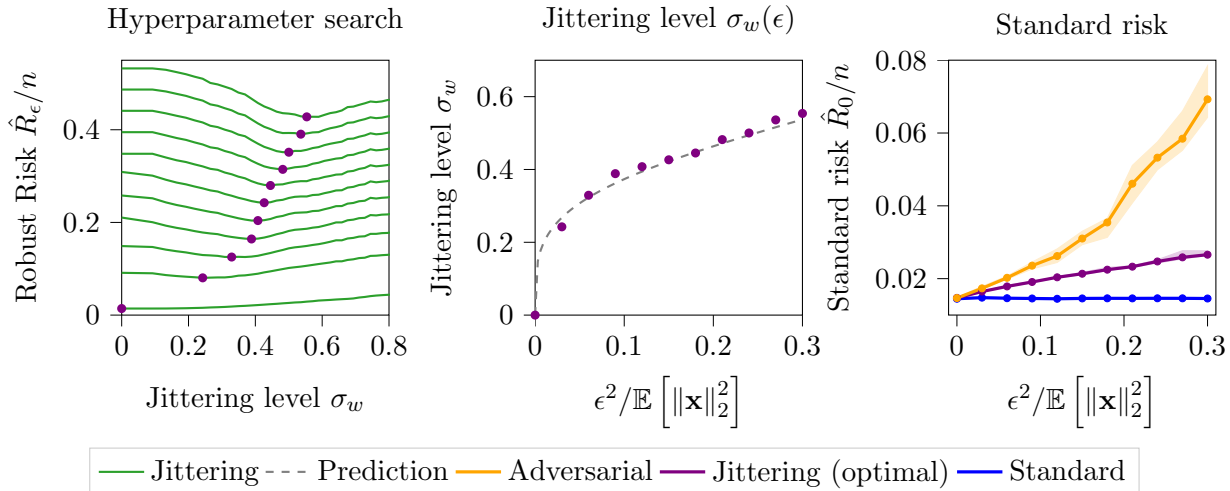 Hyperparameter search
Robust Risk R̂_ϵ/n
0.4
0.2
0
0 0.2 0.4 0.6 0.8
Jittering level σ_w
Jittering level σ_w(ϵ)
Jittering level σ_w
0.6
0.4
0.2
0
0 0.1 0.2 0.3
ϵ²/𝔼[‖x‖₂²]
Standard risk
Standard risk R̂_0/n
0.08
0.06
0.04
0.02
0 0.1 0.2 0.3
ϵ²/𝔼[‖x‖₂²]
Jittering Prediction Adversarial Jittering (optimal) Standard